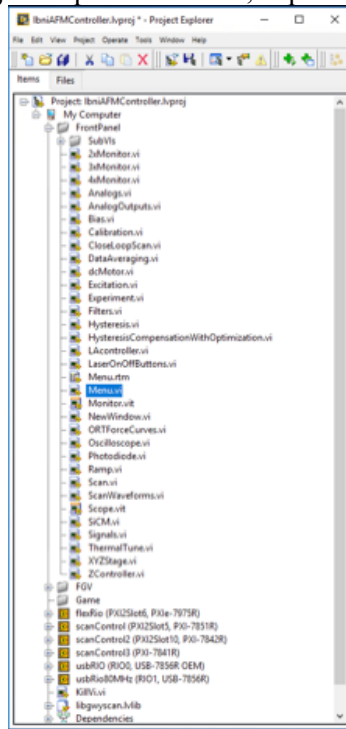 lbniAFMController.lvproj * - Project Explorer
File Edit View Project Operate Tools Window Help
Items Files
Project: lbniAFMController.lvproj
My Computer
FrontPanel
SubVIs
2xMonitor.vi
3xMonitor.vi
4xMonitor.vi
Analogs.vi
AnalogOutputs.vi
Bias.vi
Calibration.vi
CloseLoopScan.vi
DataAveraging.vi
dcMotor.vi
Excitation.vi
Experiment.vi
Filters.vi
Hysteresis.vi
HysteresisCompensationWithOptimization.vi
LAcontroller.vi
LaserOnOffButtons.vi
Menu.rtm
Menu.vi
Monitor.vit
NewWindow.vi
ORTForceCurves.vi
Oscilloscope.vi
Photodiode.vi
Ramp.vi
Scan.vi
ScanWaveforms.vi
Scope.vit
SiCM.vi
Signals.vi
ThermalTune.vi
XYZStage.vi
ZController.vi
FGV
Game
flexRio (PXI2Slot6, PXIe-7975R)
scanControl (PXI2Slot5, PXI-7851R)
scanControl2 (PXI2Slot10, PXI-7842R)
scanControl3 (PXI-7841R)
usbRIO (RIO0, USB-7856R OEM)
usbRio80MHz (RIO1, USB-7856R)
KillVi.vi
libgwyscan.lvlib
Dependencies